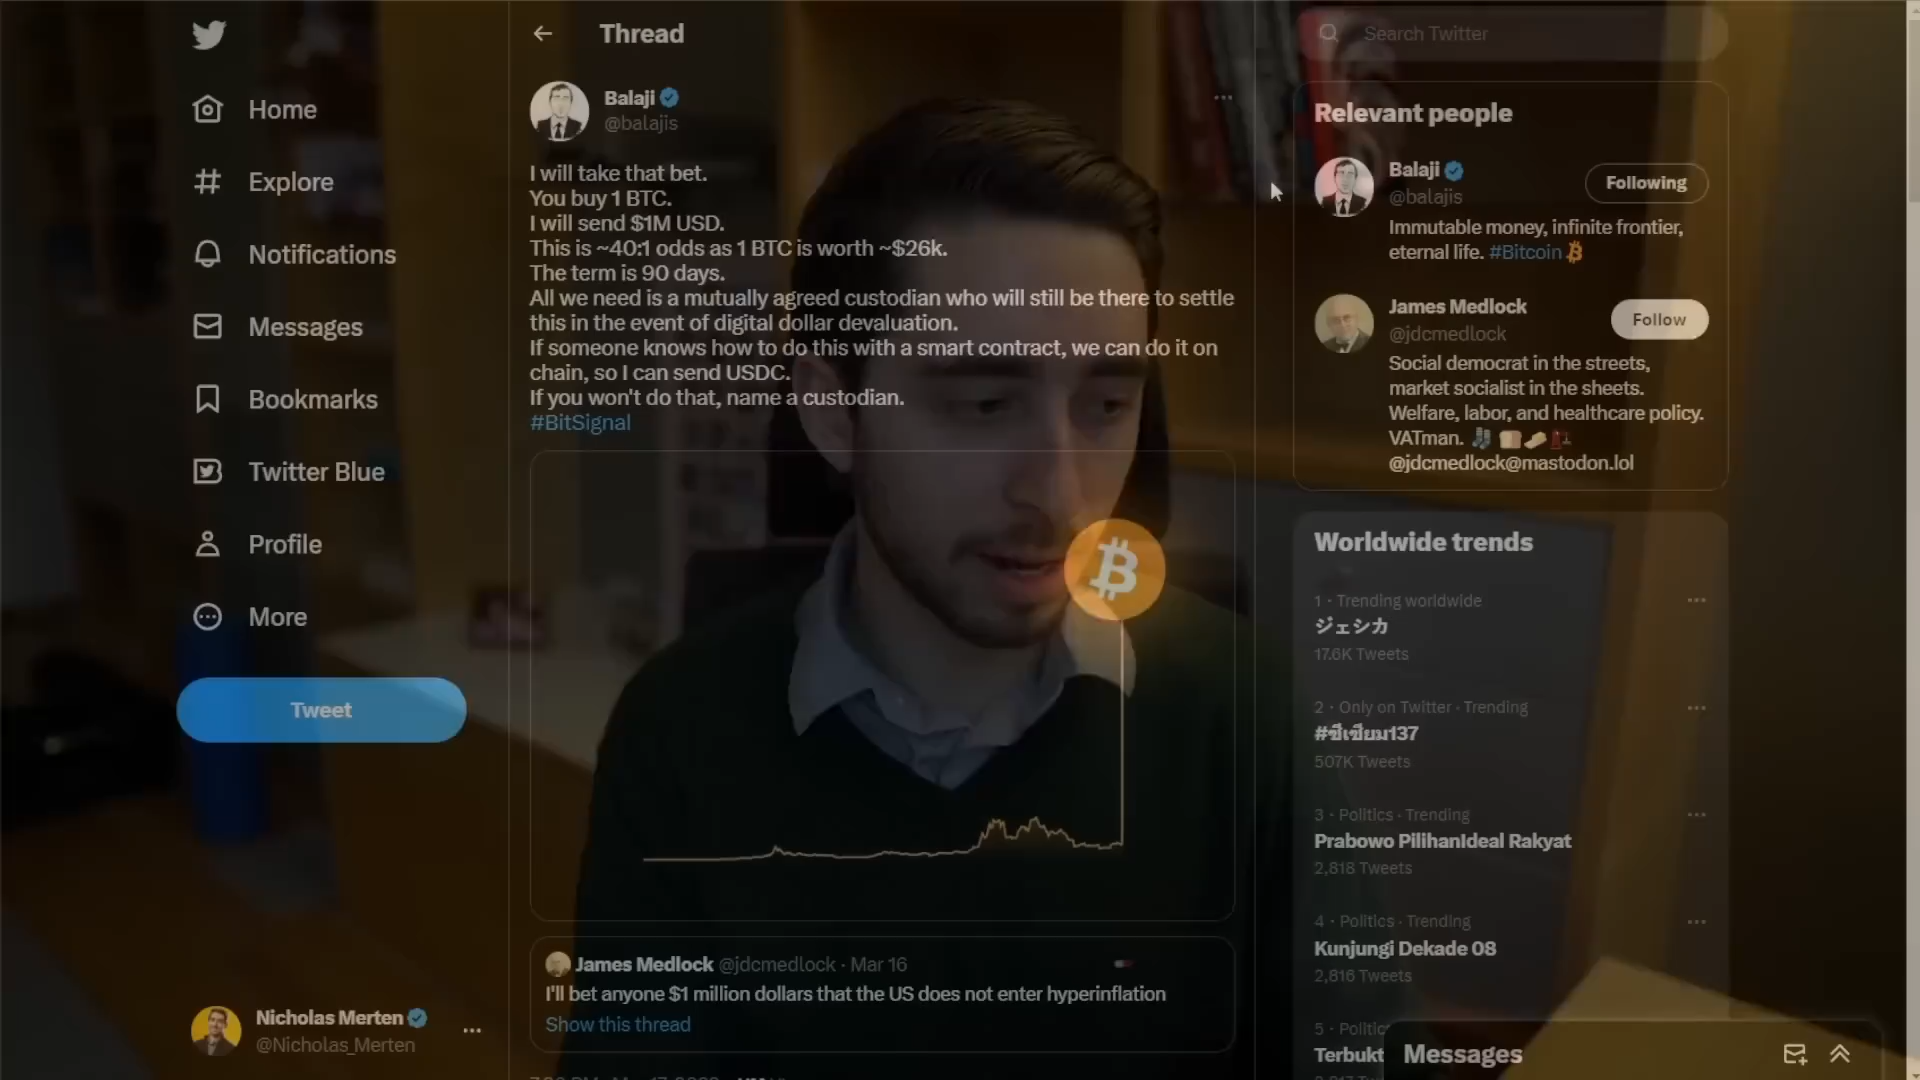 Thread
Search Twitter
Home
Explore
Notifications
Messages
Bookmarks
Twitter Blue
Profile
More
Tweet
Nicholas Merten
@Nicholas_Merten
Balaji
@balajis
I will take that bet.
You buy 1 BTC.
I will send $1M USD.
This is ~40:1 odds as 1 BTC is worth ~$26k.
The term is 90 days.
All we need is a mutually agreed custodian who will still be there to settle
this in the event of digital dollar devaluation.
If someone knows how to do this with a smart contract, we can do it on
chain, so I can send USDC.
If you won't do that, name a custodian.
#BitSignal
James Medlock @jdcmedlock · Mar 16
I'll bet anyone $1 million dollars that the US does not enter hyperinflation
Show this thread
Relevant people
Balaji
@balajis
Following
Immutable money, infinite frontier,
eternal life. #Bitcoin
James Medlock
@jdcmedlock
Follow
Social democrat in the streets,
market socialist in the sheets.
Welfare, labor, and healthcare policy.
VATman.
@jdcmedlock@mastodon.lol
Worldwide trends
1 · Trending worldwide
ジェシカ
17.6K Tweets
2 · Only on Twitter · Trending
507K Tweets
3 · Politics · Trending
Prabowo PilihanIdeal Rakyat
2,818 Tweets
4 · Politics · Trending
Kunjungi Dekade 08
2,816 Tweets
5 · Politic
Terbukt
Messages